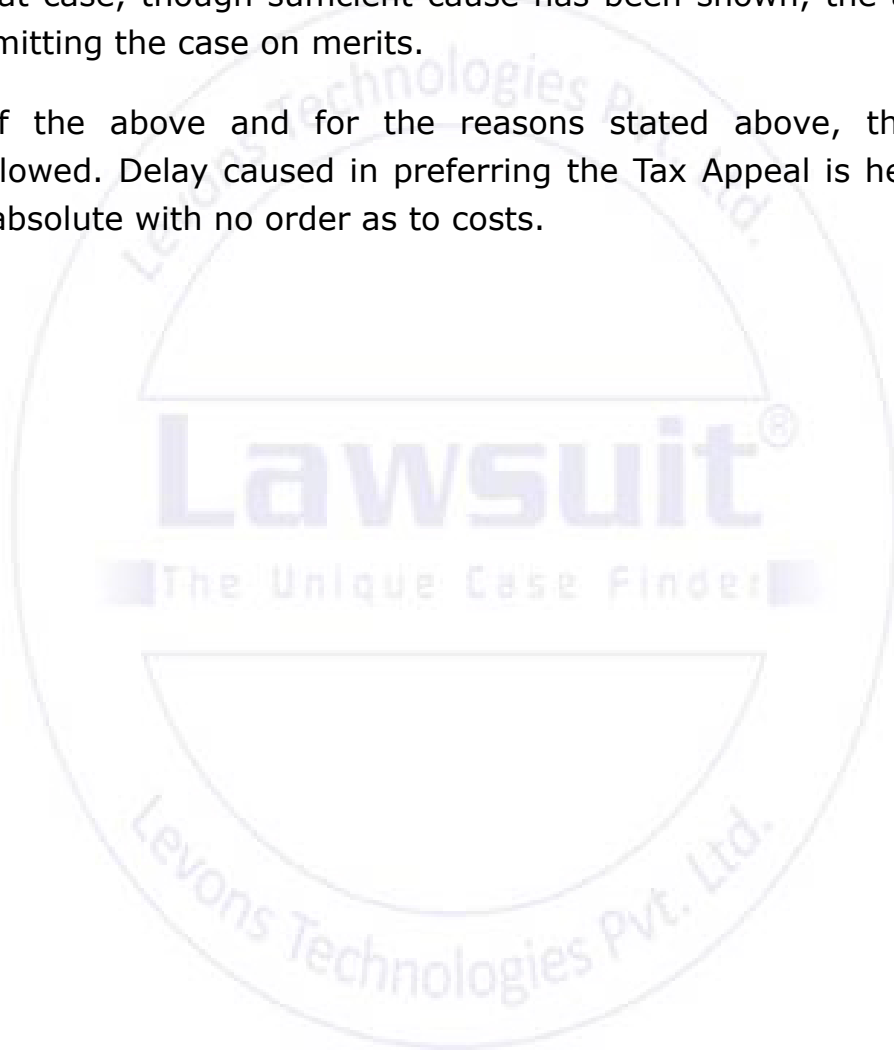 at case, though sufficient cause has been shown, the
mitting the case on merits.
f the above and for the reasons stated above, th
lowed. Delay caused in preferring the Tax Appeal is he
absolute with no order as to costs.
Levons Technologies Pvt. Ltd.
Lawsuit®
The Unique Case Finder
Levons Technologies Pvt. Ltd.